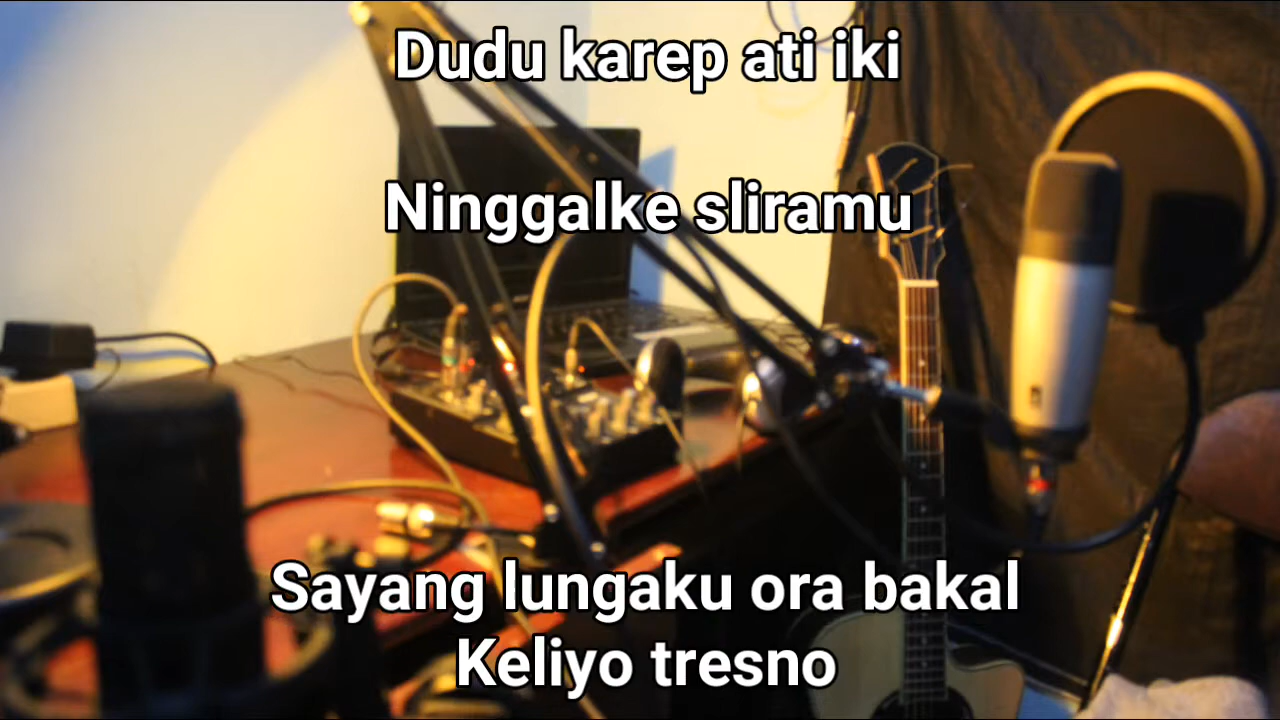 Dudu karep ati iki
Ninggalke sliramu
Sayang lungaku ora bakal
Keliyo tresno